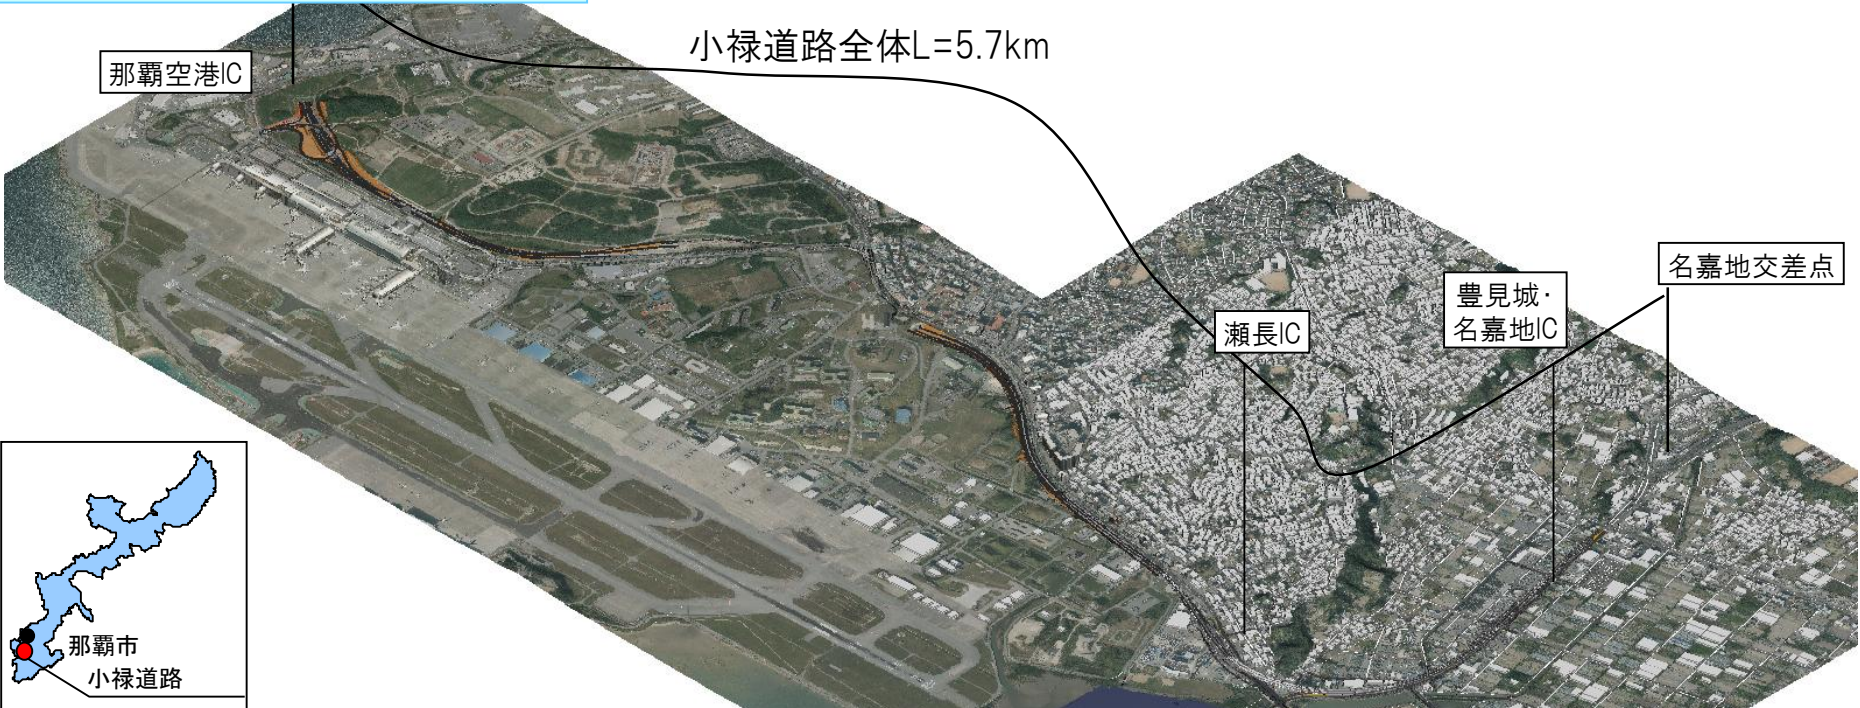 小禄道路全体L=5.7km
那覇空港IC
名嘉地交差点
豊見城・
名嘉地IC
瀬長IC
那覇市
小禄道路